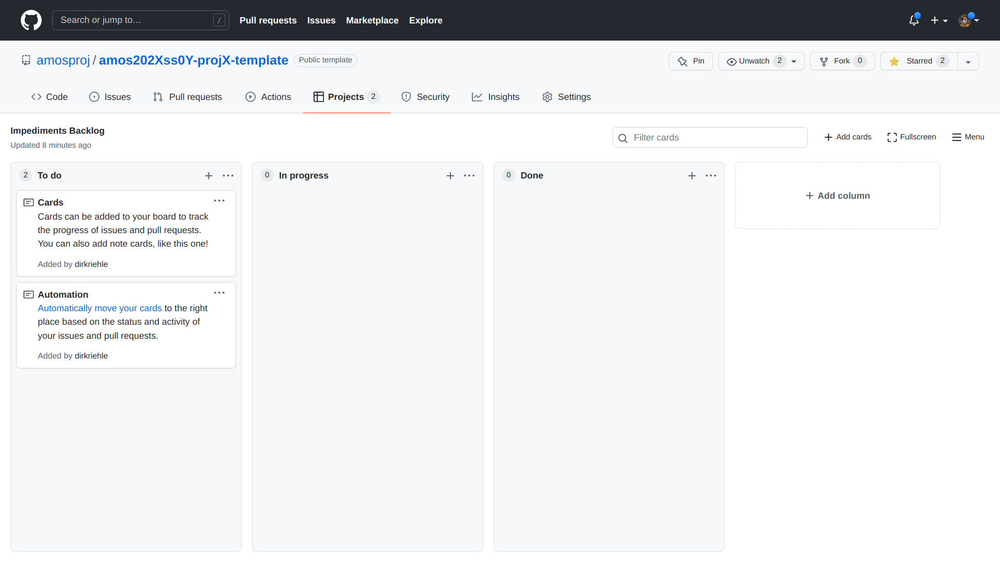 Search or jump to… /
Pull requests Issues Marketplace Explore
amosproj / amos202Xss0Y-projX-template Public template
Pin Unwatch 2 Fork 0 Starred 2
Code Issues Pull requests Actions Projects 2 Security Insights Settings
Impediments Backlog
Updated 8 minutes ago
Filter cards Add cards Fullscreen Menu
2 To do
Cards
Cards can be added to your board to track
the progress of issues and pull requests.
You can also add note cards, like this one!
Added by dirkriehle
Automation
Automatically move your cards to the right
place based on the status and activity of
your issues and pull requests.
Added by dirkriehle
0 In progress
0 Done
Add column